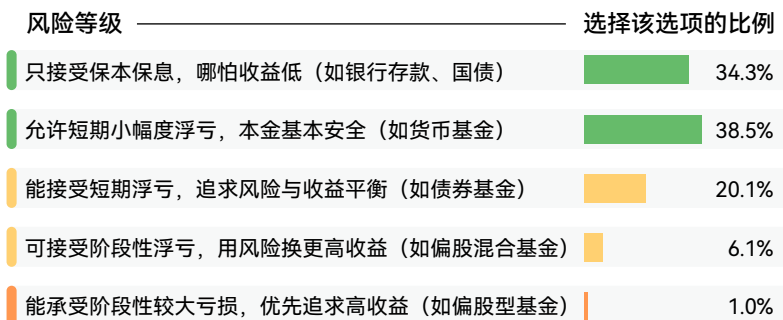 风险等级 选择该选项的比例
只接受保本保息，哪怕收益低（如银行存款、国债） 34.3%
允许短期小幅度浮亏，本金基本安全（如货币基金） 38.5%
能接受短期浮亏，追求风险与收益平衡（如债券基金） 20.1%
可接受阶段性浮亏，用风险换更高收益（如偏股混合基金） 6.1%
能承受阶段性较大亏损，优先追求高收益（如偏股型基金） 1.0%